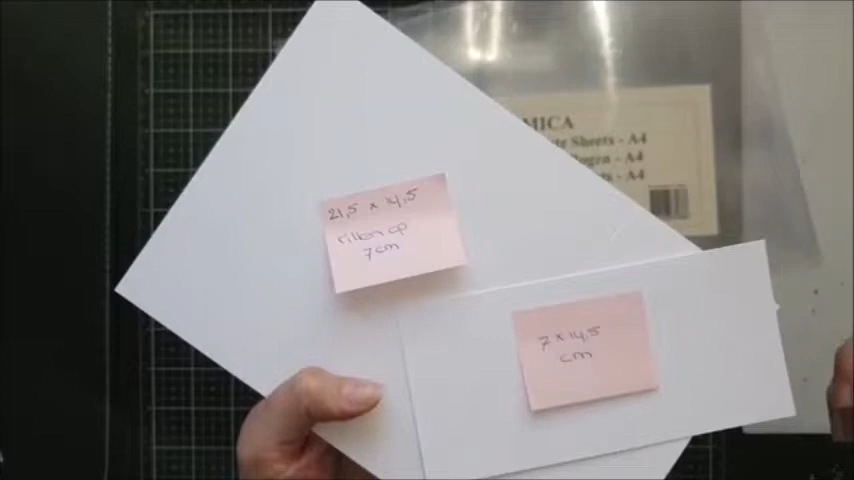 MICA
Sheets - A4
- A4
- A4
21,5 x 14,5
rillen op
7cm
7 x 14,5
cm